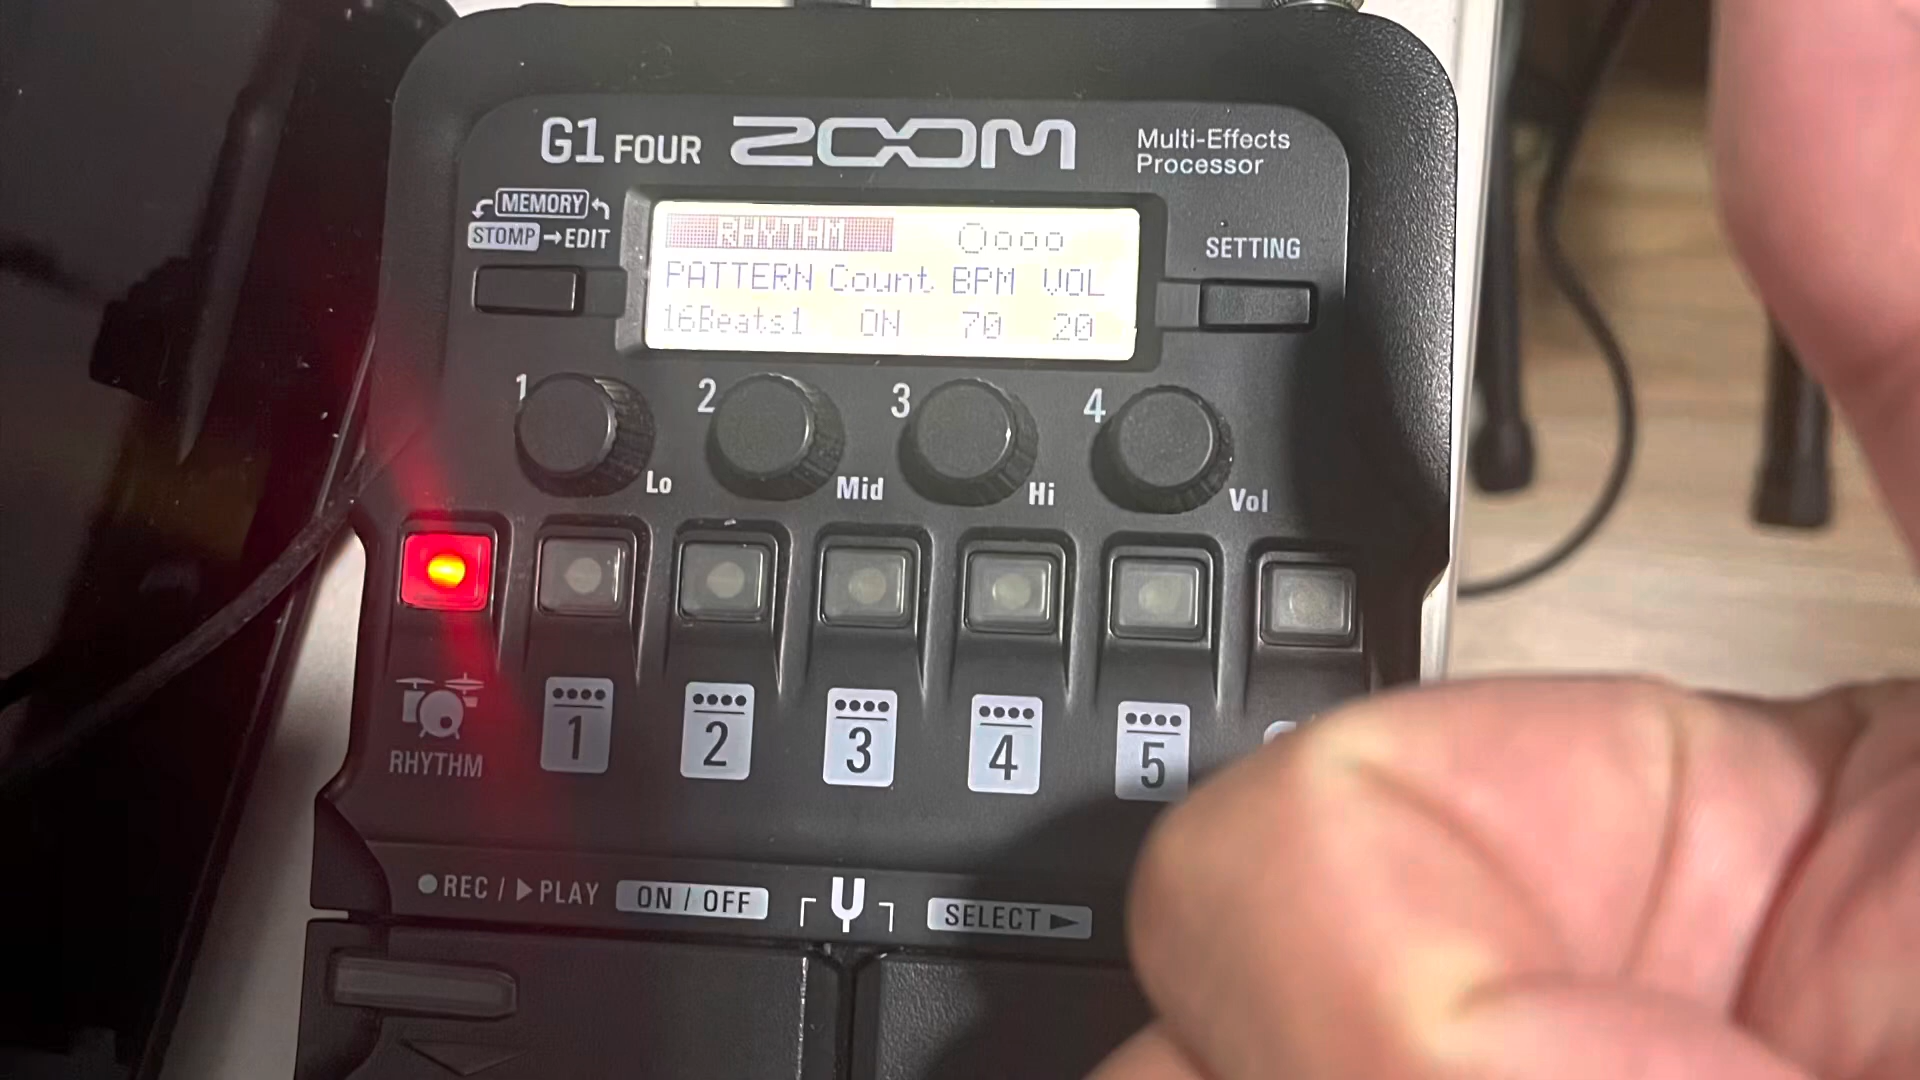 G1 FOUR ZOOM
Multi-Effects
Processor
MEMORY
STOMP → EDIT
SETTING
RHYTHM
PATTERN Count BPM VOL
16Beats1 ON 70 20
1 2 3 4
Lo Mid Hi Vol
RHYTHM
1 2 3 4 5
REC / ▶PLAY ON / OFF SELECT